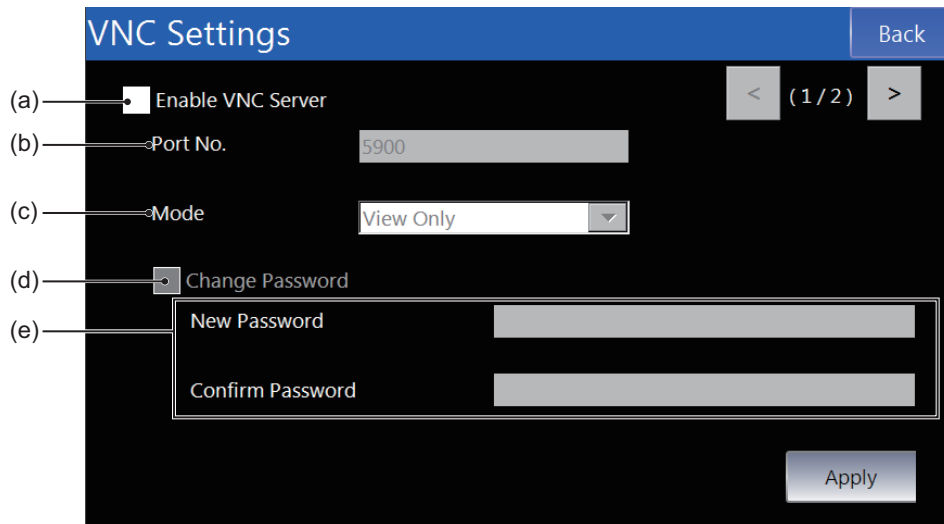 VNC Settings Back
(a) Enable VNC Server < (1/2) >
(b) Port No. 5900
(c) Mode View Only
(d) Change Password
(e) New Password
Confirm Password
Apply